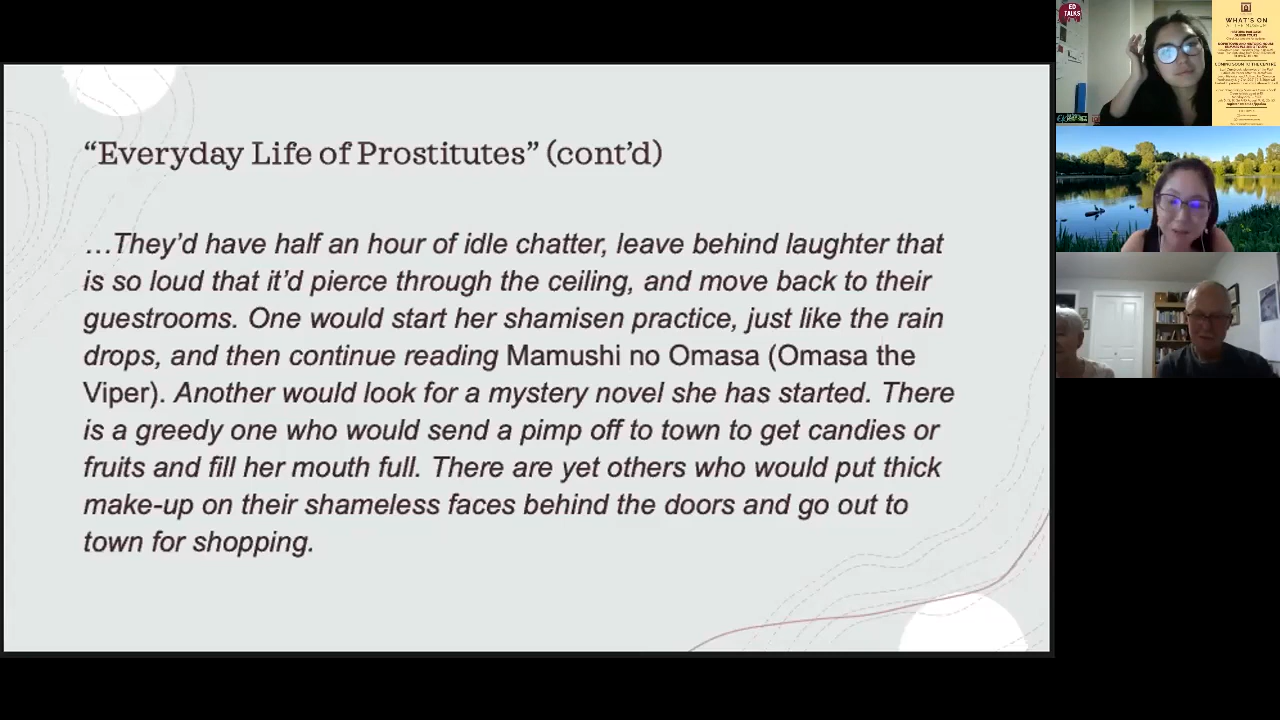 “Everyday Life of Prostitutes” (cont’d)
…They’d have half an hour of idle chatter, leave behind laughter that
is so loud that it’d pierce through the ceiling, and move back to their
guestrooms. One would start her shamisen practice, just like the rain
drops, and then continue reading Mamushi no Omasa (Omasa the
Viper). Another would look for a mystery novel she has started. There
is a greedy one who would send a pimp off to town to get candies or
fruits and fill her mouth full. There are yet others who would put thick
make-up on their shameless faces behind the doors and go out to
town for shopping.
ED
TALKS
WHAT'S ON